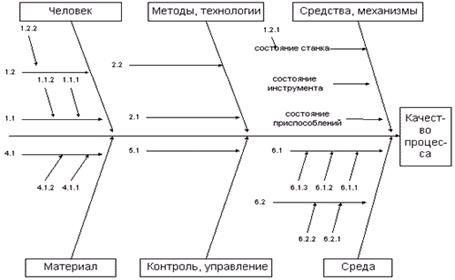 Человек
Методы, технологии
Средства, механизмы
1.2.2
1.2.1
состояние станка
2.2
1.2
1.1.2
1.1.1
состояние
инструмента
состояние
приспособлений
1.1
2.1
Качест-
во
процес-
са
4.1
5.1
6.1
4.1.2
4.1.1
6.1.3
6.1.2
6.1.1
6.2
6.2.2
6.2.1
Материал
Контроль, управление
Среда